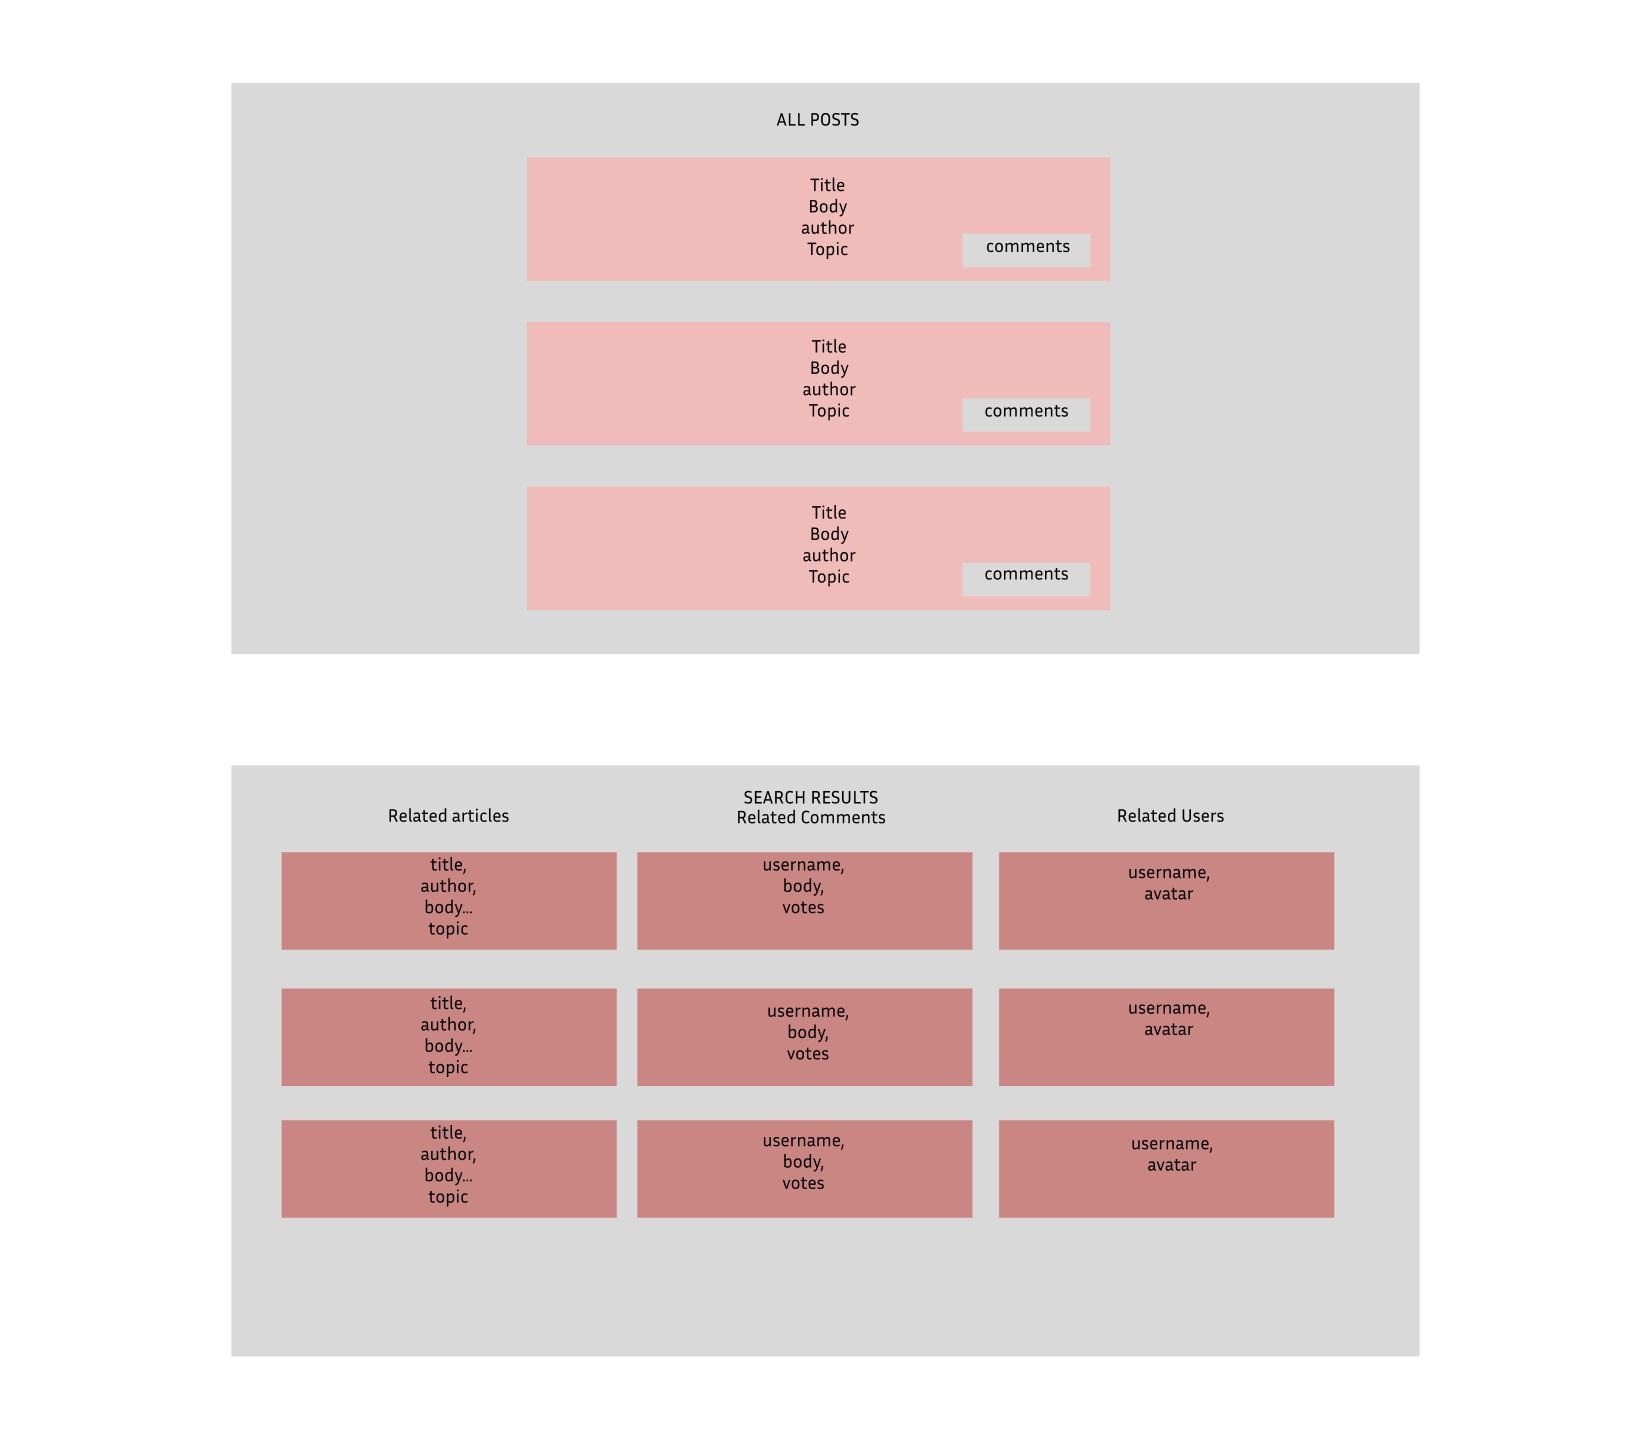 ALL POSTS
Title
Body
author
Topic
comments
Title
Body
author
Topic
comments
Title
Body
author
Topic
comments
SEARCH RESULTS
Related articles
Related Comments
Related Users
title,
author,
body...
topic
username,
body,
votes
username,
avatar
title,
author,
body...
topic
username,
body,
votes
username,
avatar
title,
author,
body...
topic
username,
body,
votes
username,
avatar